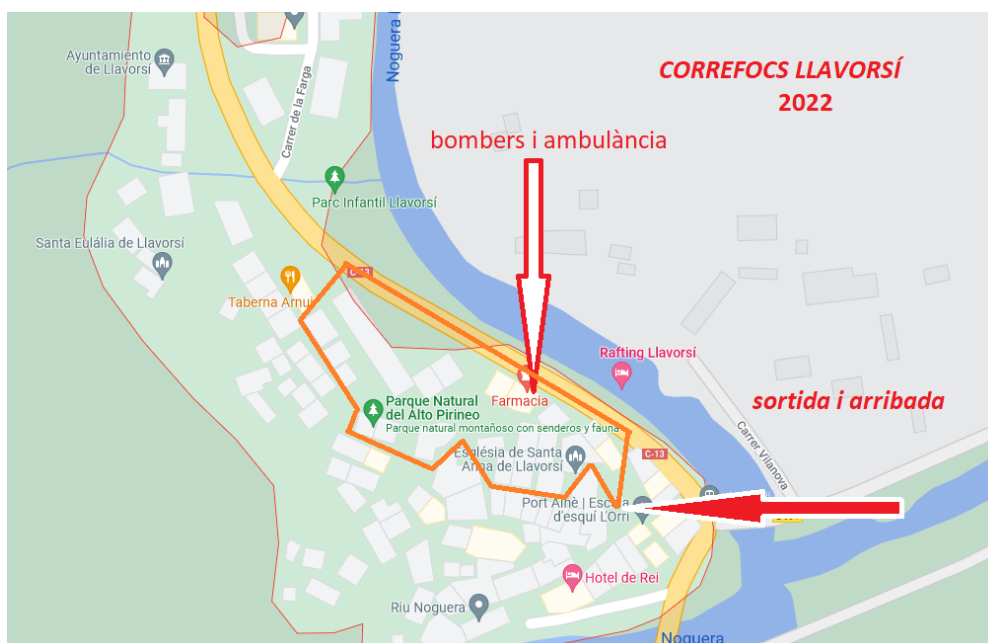 Ayuntamiento
de Llavorsí
Carrer de la Farga
Noguera
CORREFOCS LLAVORSÍ
2022
bombers i ambulància
Parc Infantil Llavorsí
Santa Eulália de Llavorsí
C-13
Taberna Arnui
Rafting Llavorsí
Farmacia
Parque Natural
del Alto Pirineo
Parque natural montañoso con senderos y fauna
sortida i arribada
Carrer Vilanova
Església de Santa
Anna de Llavorsí
C-13
Port Ainè | Escola
d'esquí L'Orri
Hotel de Rei
Riu Noguera
Noguera